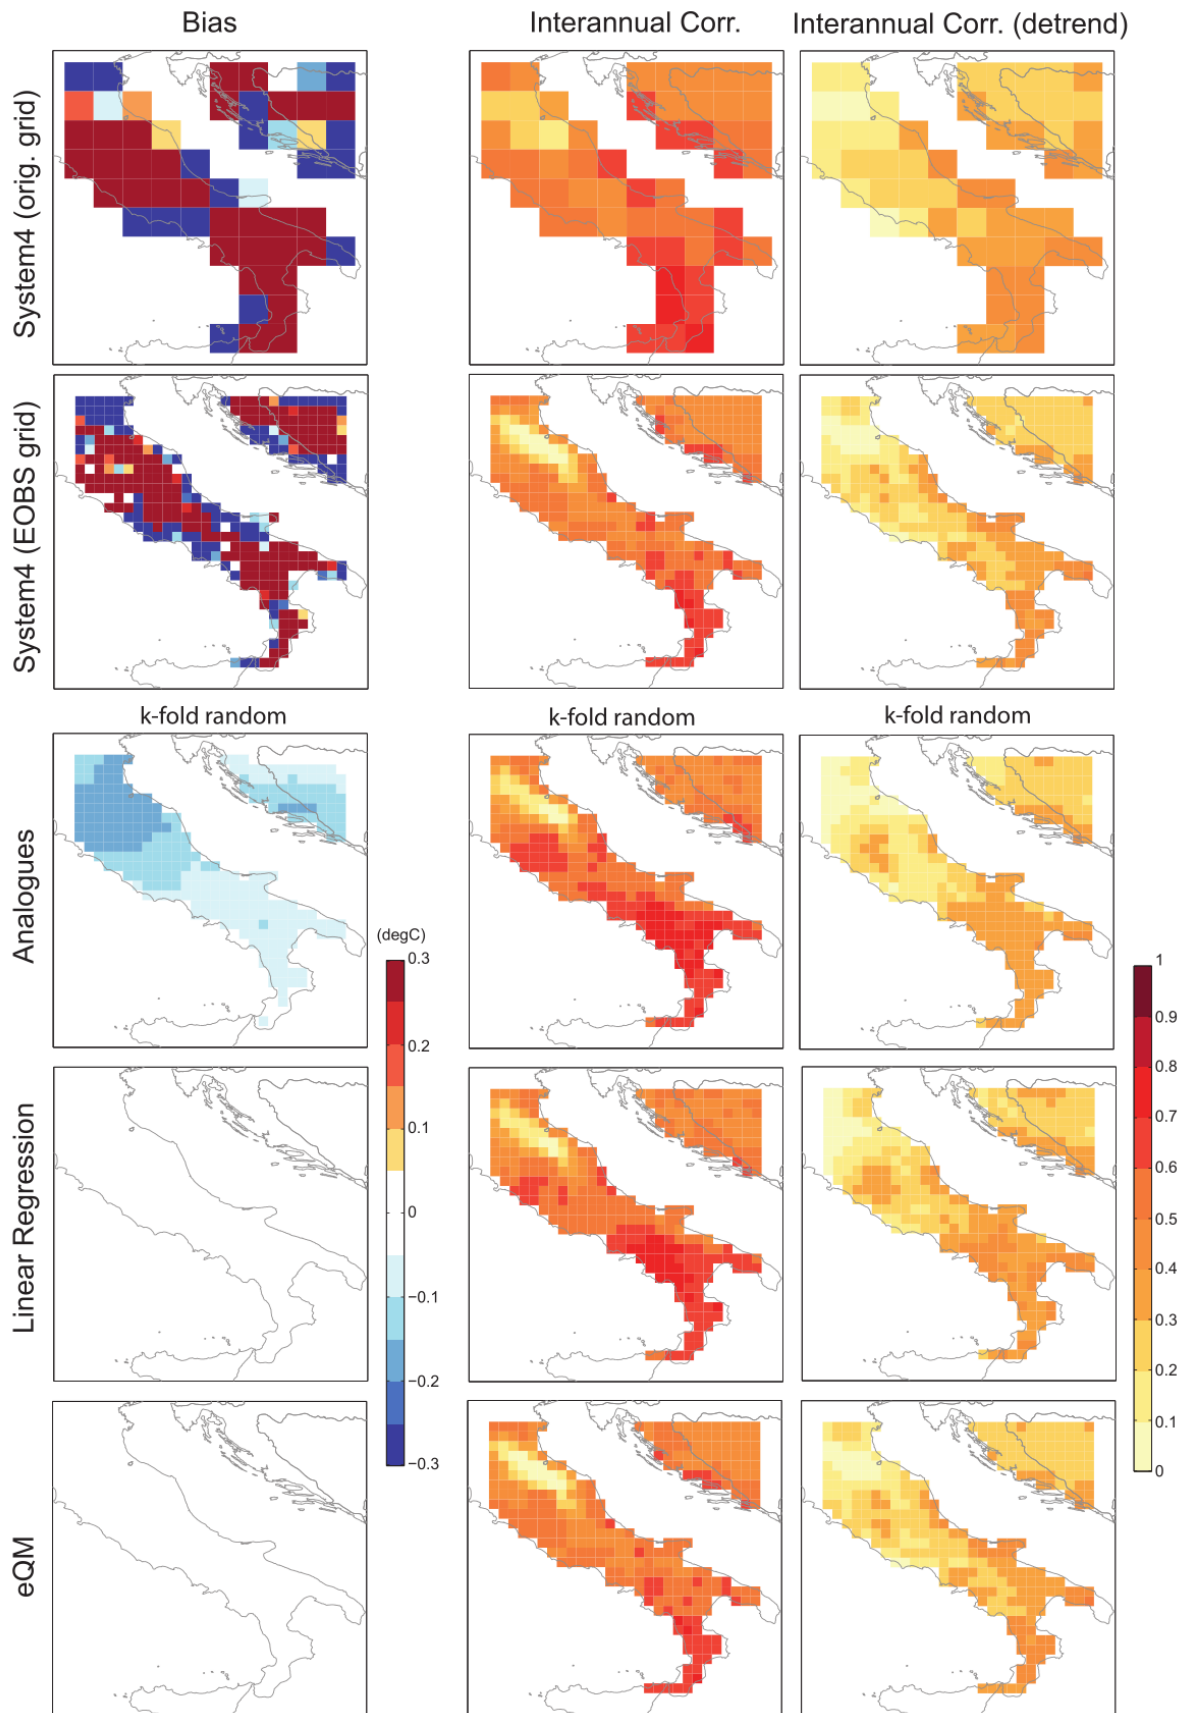 Bias
Interannual Corr.
Interannual Corr. (detrend)
System4 (orig. grid)
System4 (EOBS grid)
k-fold random
k-fold random
k-fold random
Analogues
(degC)
0.3
0.2
0.1
0
−0.1
−0.2
−0.3
Linear Regression
1
0.9
0.8
0.7
0.6
0.5
0.4
0.3
0.2
0.1
0
eQM